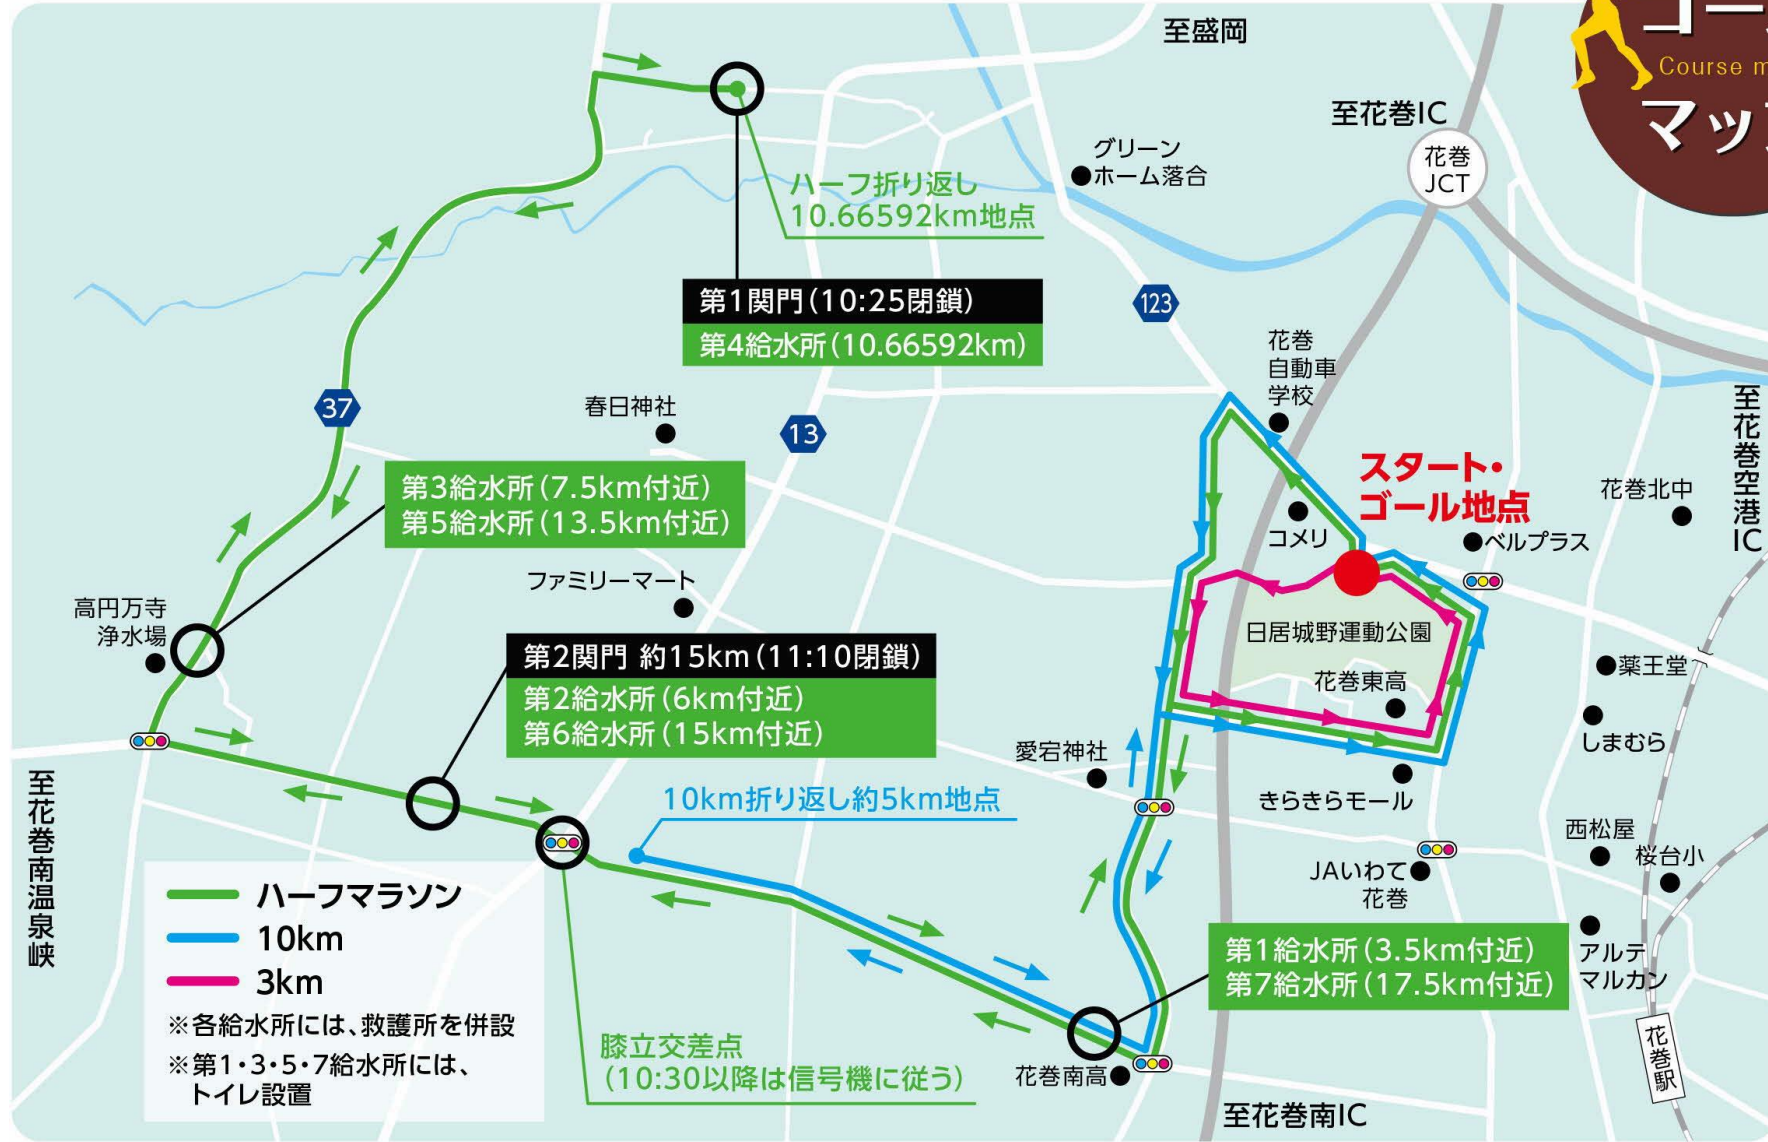 至盛岡
Course m
至花巻IC
花巻
JCT
グリーン
ホーム落合
ハーフ折り返し
10.66592km地点
第1関門(10:25閉鎖)
第4給水所(10.66592km)
123
花巻
自動車
学校
37
春日神社
13
至花巻空港IC
スタート・
ゴール地点
花巻北中
コメリ
ベルプラス
第3給水所(7.5km付近)
第5給水所(13.5km付近)
ファミリーマート
高円万寺
浄水場
日居城野運動公園
花巻東高
第2関門 約15km(11:10閉鎖)
第2給水所(6km付近)
第6給水所(15km付近)
薬王堂
しまむら
愛宕神社
きらきらモール
至花巻南温泉峡
10km折り返し約5km地点
西松屋
桜台小
JAいわて
花巻
ハーフマラソン
10km
3km
※各給水所には、救護所を併設
※第1・3・5・7給水所には、
トイレ設置
第1給水所(3.5km付近)
第7給水所(17.5km付近)
アルテ
マルカン
膝立交差点
(10:30以降は信号機に従う)
花巻南高
花巻駅
至花巻南IC